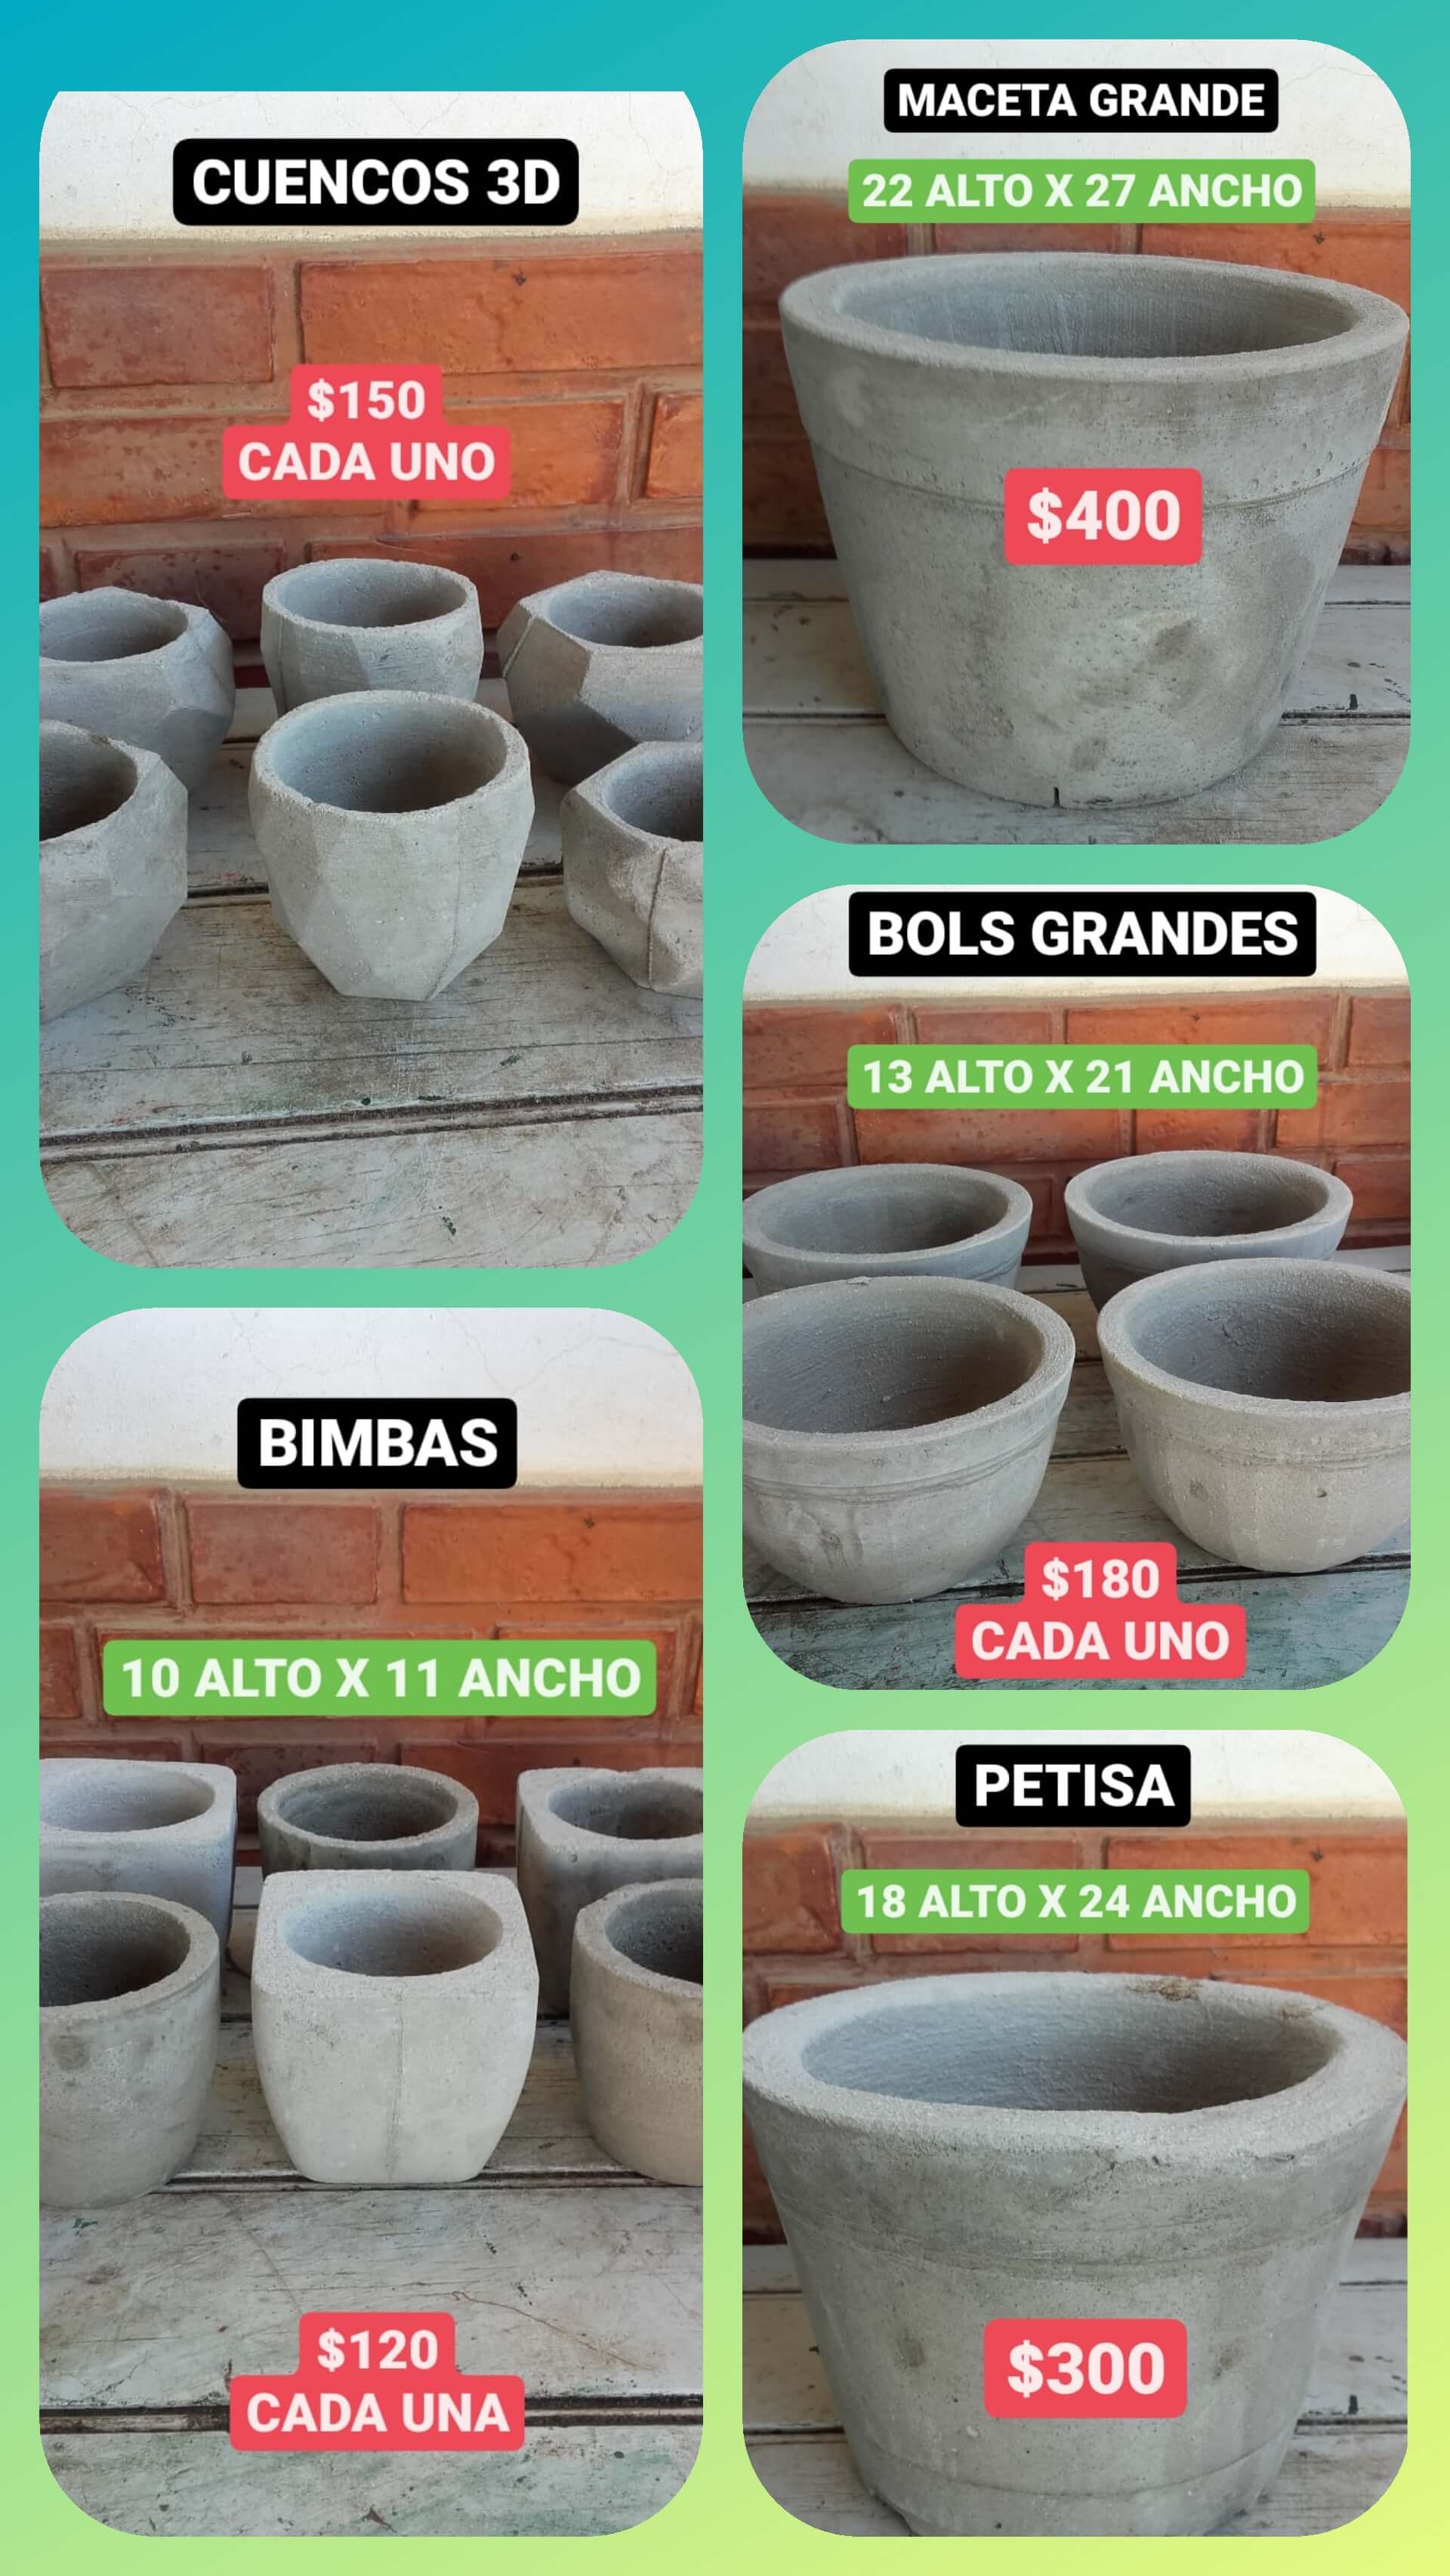 CUENCOS 3D
$150
CADA UNO
BIMBAS
10 ALTO X 11 ANCHO
$120
CADA UNA
MACETA GRANDE
22 ALTO X 27 ANCHO
$400
BOLS GRANDES
13 ALTO X 21 ANCHO
$180
CADA UNO
PETISA
18 ALTO X 24 ANCHO
$300